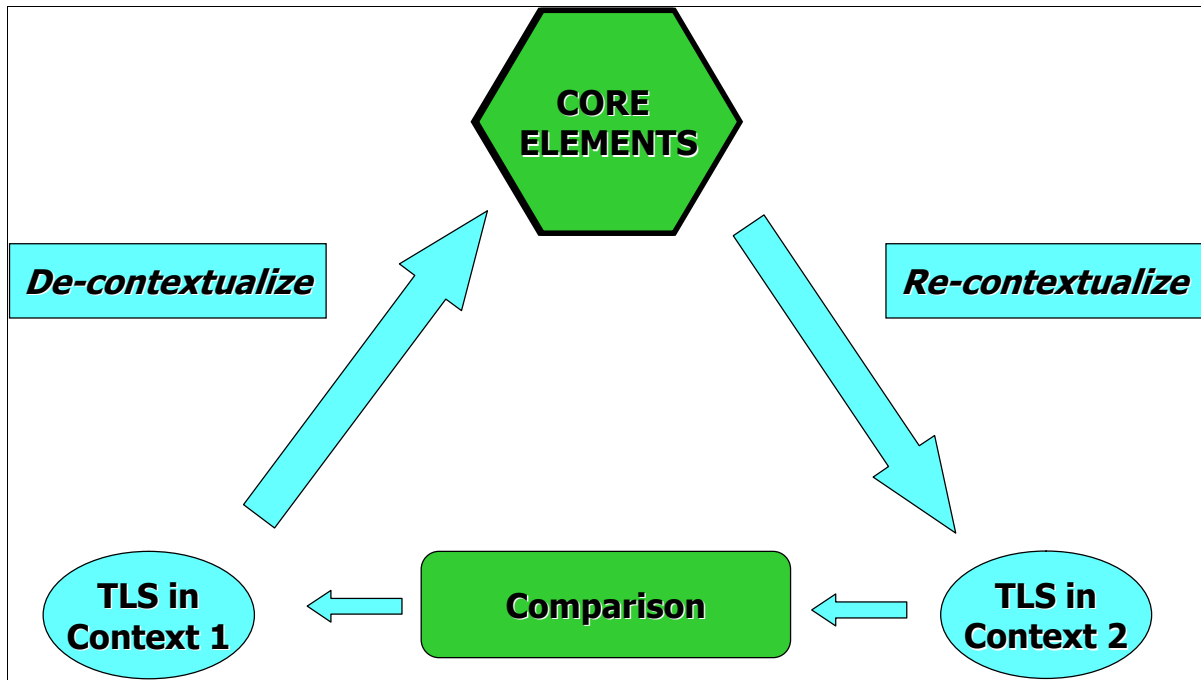 CORE
ELEMENTS
De-contextualize
Re-contextualize
TLS in
Context 1
Comparison
TLS in
Context 2